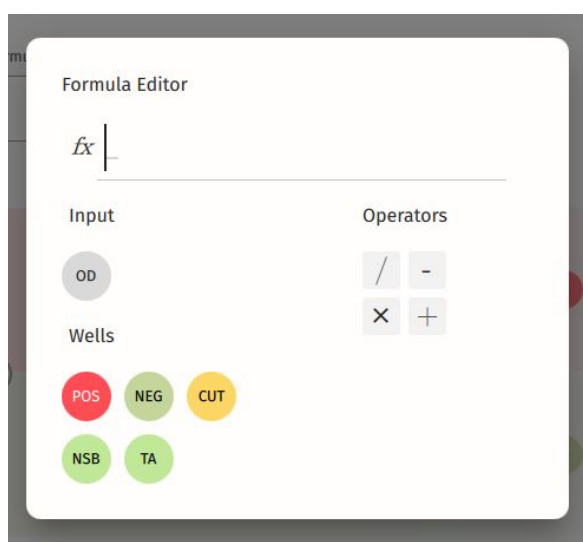 Formula Editor
fx _
Input
Operators
OD
/ -
× +
Wells
POS NEG CUT
NSB TA